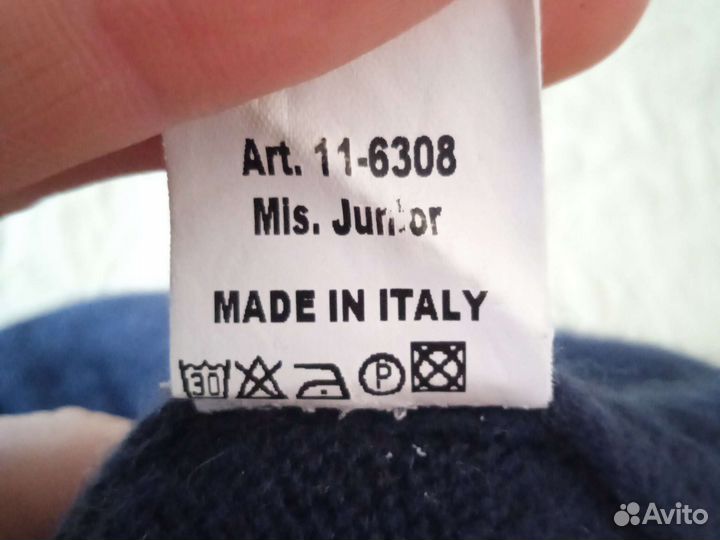 Art. 11-6308
Mis. Junior
MADE IN ITALY
30 P
Avito